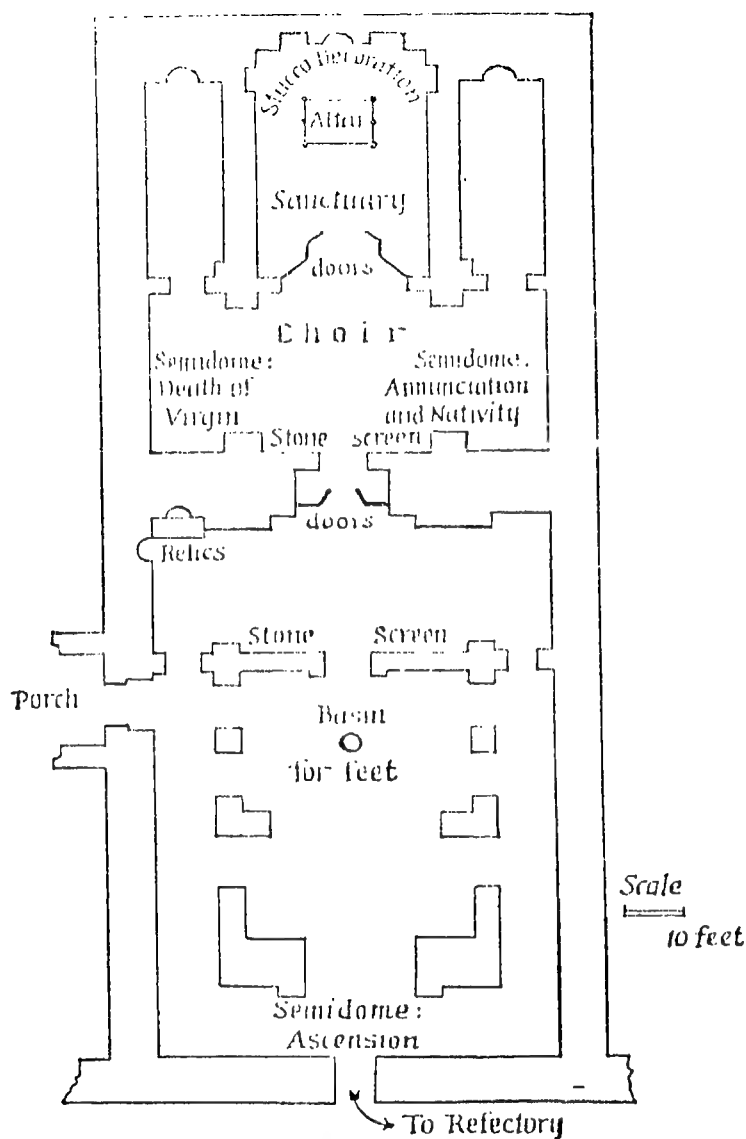 Stucco Decoration
Altar
Sanctuary
doors
Choir
Semidome:
Death of
Virgin
Semidome.
Annunciation
and Nativity
Stone screen
doors
Relics
Stone Screen
Porch
Basin
for feet
Scale
10 feet
Semidome:
Ascension
To Refectory